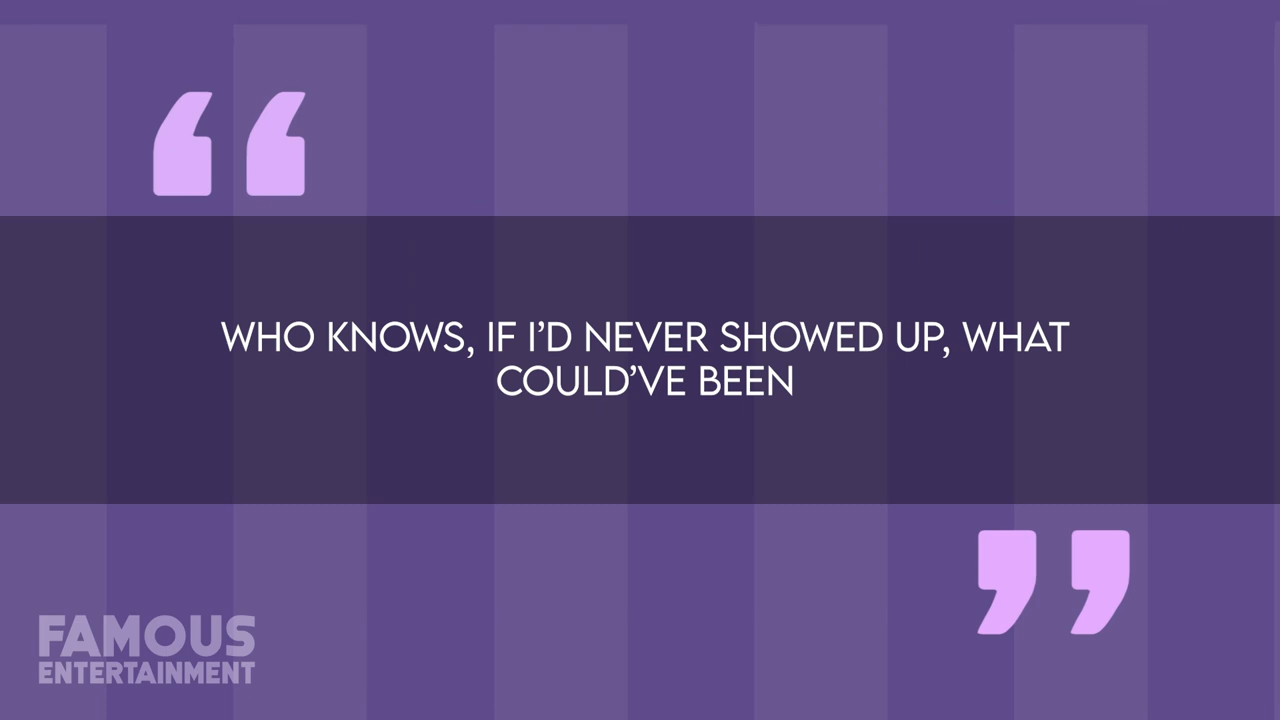 WHO KNOWS, IF I’D NEVER SHOWED UP, WHAT
COULD’VE BEEN
FAMOUS
ENTERTAINMENT